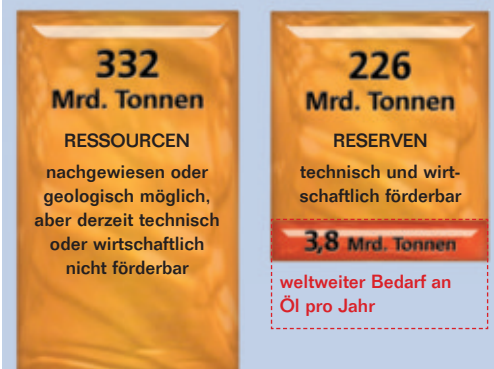 332
Mrd. Tonnen
RESSOURCEN
nachgewiesen oder
geologisch möglich,
aber derzeit technisch
oder wirtschaftlich
nicht förderbar
226
Mrd. Tonnen
RESERVEN
technisch und wirt-
schaftlich förderbar
3,8 Mrd. Tonnen
weltweiter Bedarf an
Öl pro Jahr